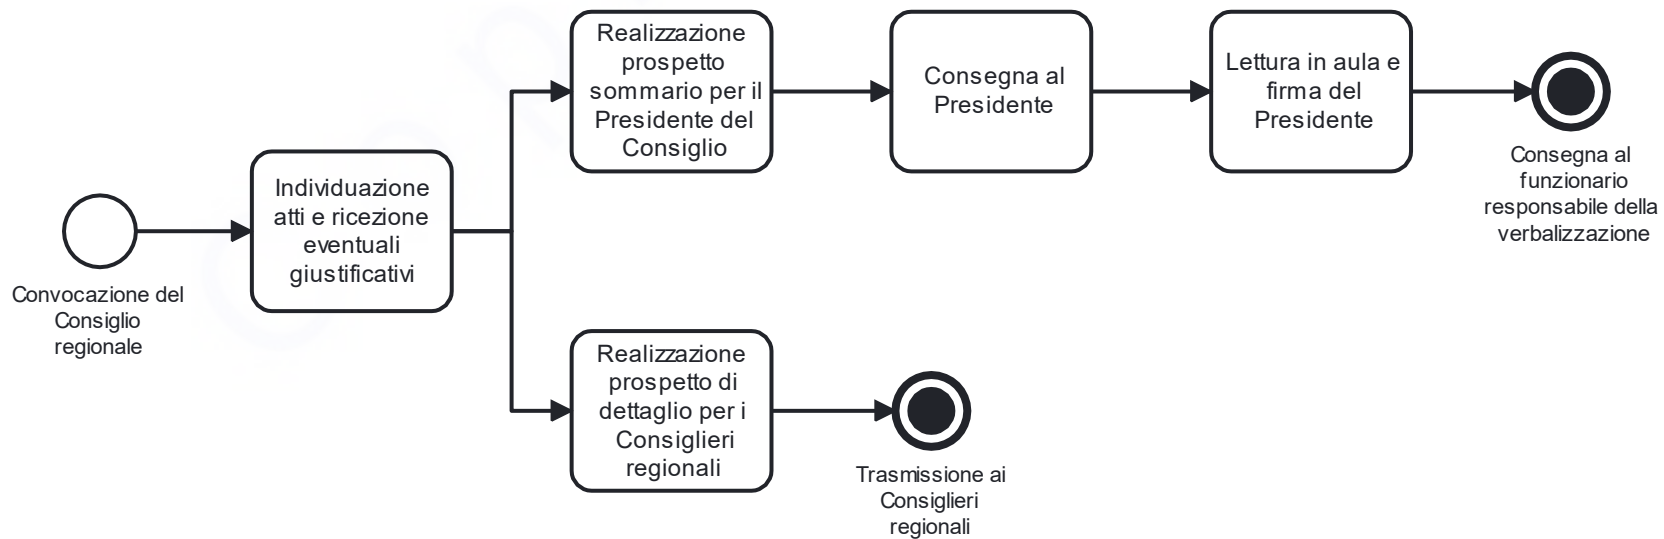 Convocazione del
Consiglio
regionale
Individuazione
atti e ricezione
eventuali
giustificativi
Realizzazione
prospetto
sommario per il
Presidente del
Consiglio
Consegna al
Presidente
Lettura in aula e
firma del
Presidente
Consegna al
funzionario
responsabile della
verbalizzazione
Realizzazione
prospetto di
dettaglio per i
Consiglieri
regionali
Trasmissione ai
Consiglieri
regionali